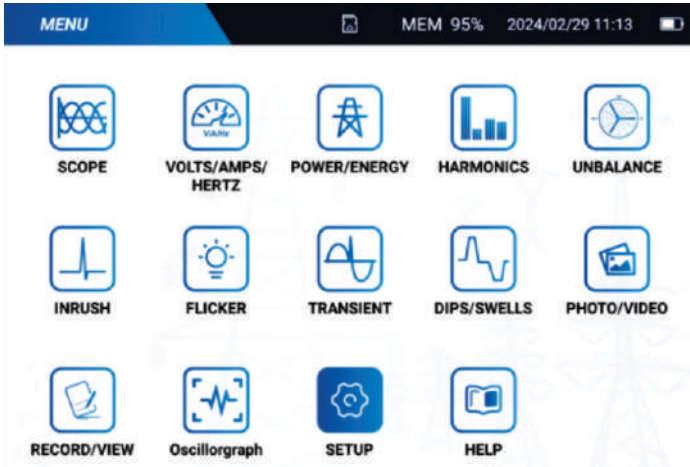 MENU MEM 95% 2024/02/29 11:13
V/A/Hz
SCOPE VOLTS/AMPS/ POWER/ENERGY HARMONICS UNBALANCE
HERTZ
INRUSH FLICKER TRANSIENT DIPS/SWELLS PHOTO/VIDEO
RECORD/VIEW Oscillorgraph SETUP HELP